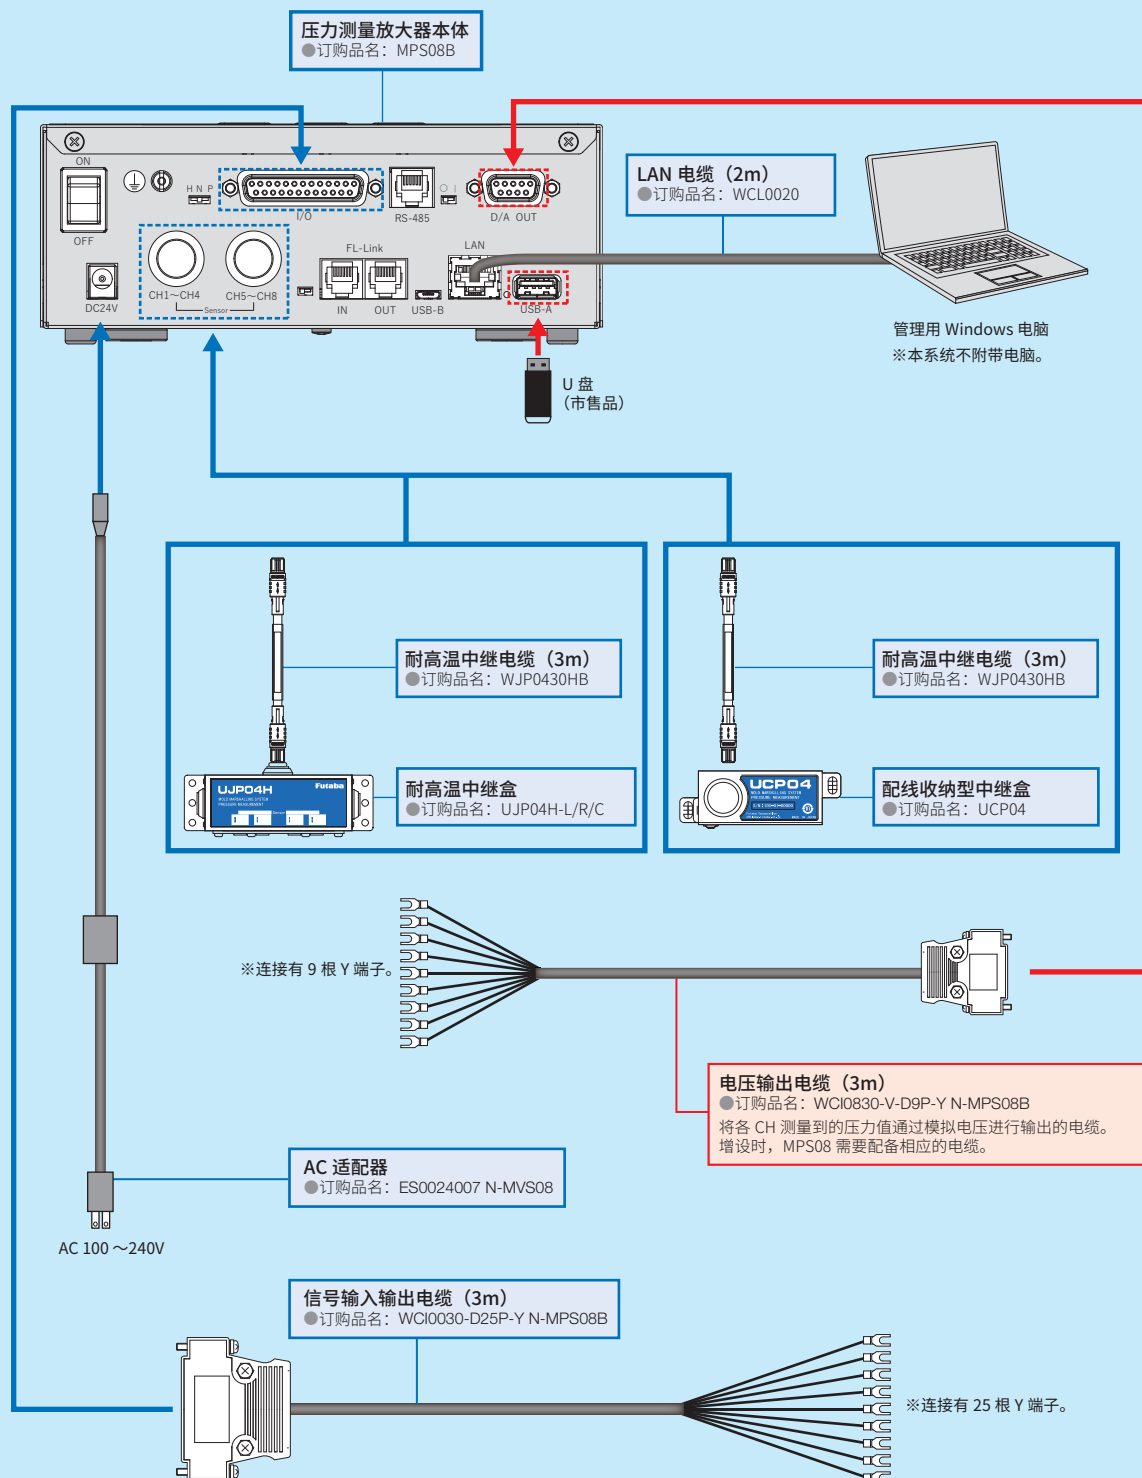 压力测量放大器本体
●订购品名：MPS08B
ON
OFF
H N P
I/O
RS-485
○ I
D/A OUT
LAN 电缆（2m）
●订购品名：WCL0020
FL-Link
LAN
DC24V
CH1～CH4
CH5～CH8
Sensor
IN
OUT
USB-B
USB-A
管理用 Windows 电脑
※本系统不附带电脑。
U 盘
（市售品）
耐高温中继电缆（3m）
●订购品名：WJP0430HB
耐高温中继电缆（3m）
●订购品名：WJP0430HB
UJP04H
Futaba
MOLD MARSHALLING SYSTEM
PRESSURE MEASUREMENT
耐高温中继盒
●订购品名：UJP04H-L/R/C
UCP04
MOLD MARSHALLING SYSTEM
PRESSURE MEASUREMENT
配线收纳型中继盒
●订购品名：UCP04
※连接有 9 根 Y 端子。
电压输出电缆（3m）
●订购品名：WCI0830-V-D9P-Y N-MPS08B
将各 CH 测量到的压力值通过模拟电压进行输出的电缆。
增设时，MPS08 需要配备相应的电缆。
AC 适配器
●订购品名：ES0024007 N-MVS08
AC 100 ～240V
信号输入输出电缆（3m）
●订购品名：WCI0030-D25P-Y N-MPS08B
※连接有 25 根 Y 端子。